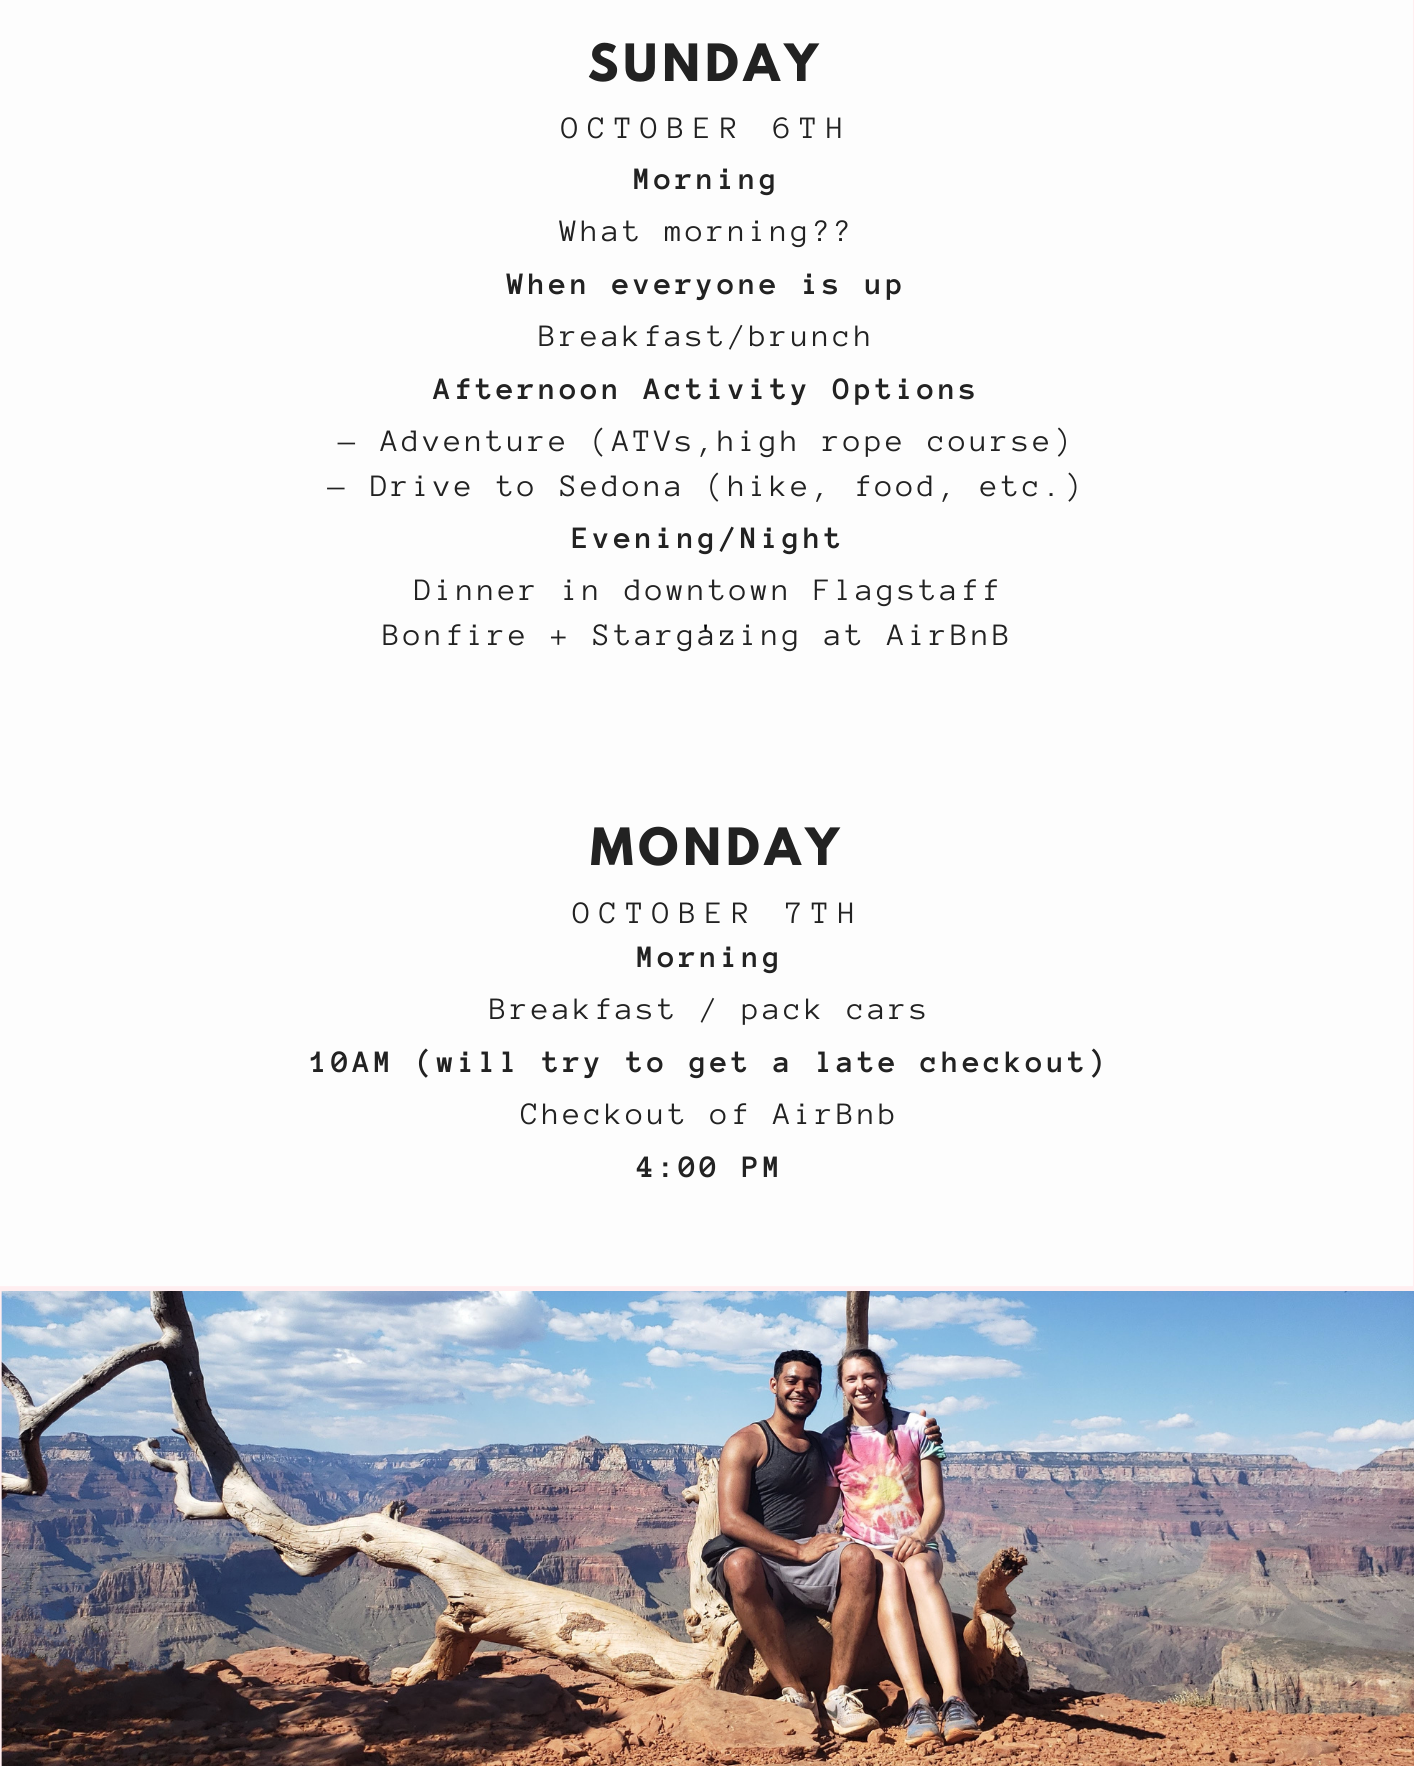 SUNDAY
OCTOBER 6TH
Morning
What morning??
When everyone is up
Breakfast/brunch
Afternoon Activity Options
– Adventure (ATVs,high rope course)
– Drive to Sedona (hike, food, etc.)
Evening/Night
Dinner in downtown Flagstaff
Bonfire + Stargazing at AirBnB
MONDAY
OCTOBER 7TH
Morning
Breakfast / pack cars
10AM (will try to get a late checkout)
Checkout of AirBnb
4:00 PM